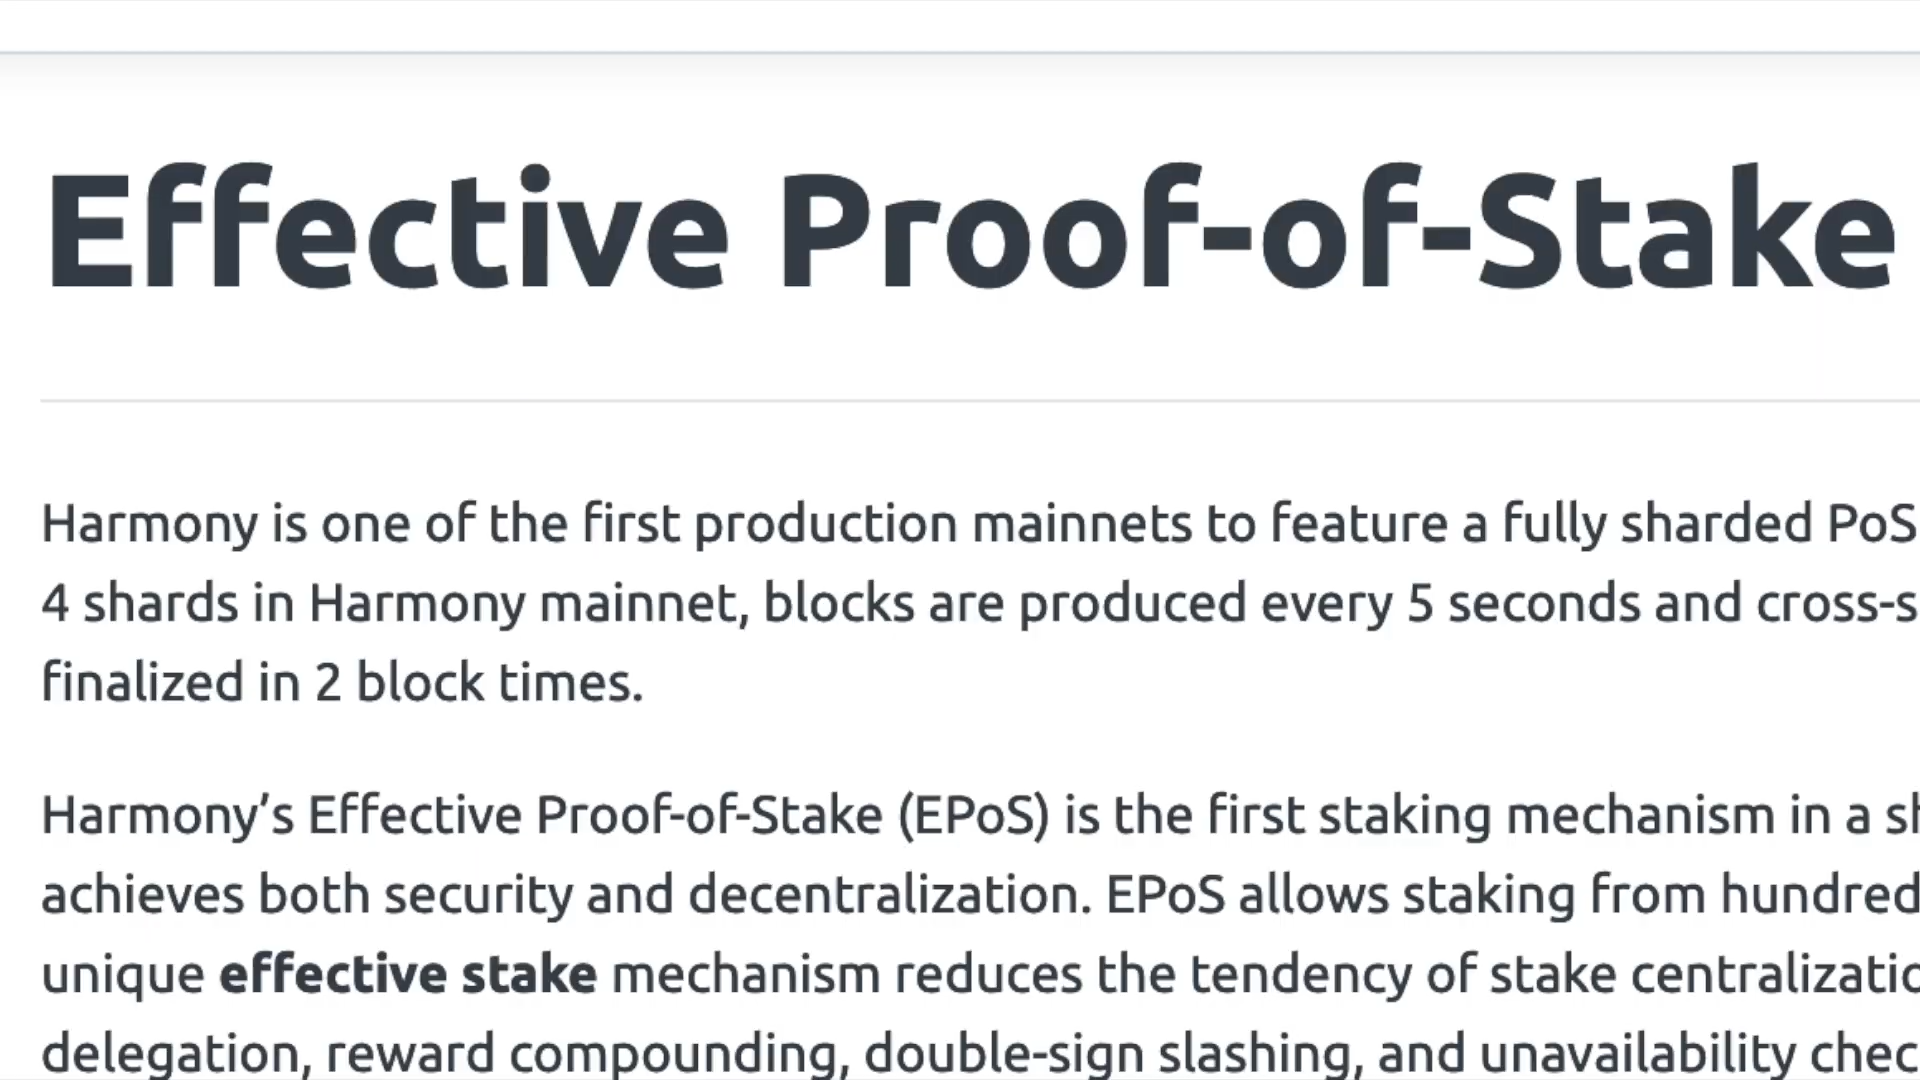 Effective Proof-of-Stake
Harmony is one of the first production mainnets to feature a fully sharded PoS
4 shards in Harmony mainnet, blocks are produced every 5 seconds and cross-s
finalized in 2 block times.
Harmony’s Effective Proof-of-Stake (EPoS) is the first staking mechanism in a sh
achieves both security and decentralization. EPoS allows staking from hundred
unique effective stake mechanism reduces the tendency of stake centralizatio
delegation, reward compounding, double-sign slashing, and unavailability chec